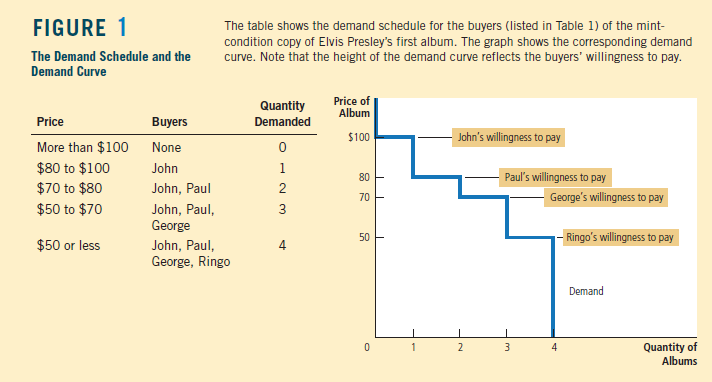 FIGURE 1
The Demand Schedule and the
Demand Curve
The table shows the demand schedule for the buyers (listed in Table 1) of the mint-
condition copy of Elvis Presley's first album. The graph shows the corresponding demand
curve. Note that the height of the demand curve reflects the buyers' willingness to pay.
Price Buyers Quantity
Demanded
More than $100 None 0
$80 to $100 John 1
$70 to $80 John, Paul 2
$50 to $70 John, Paul, 3
George
$50 or less John, Paul, 4
George, Ringo
Price of
Album
$100 John's willingness to pay
80 Paul's willingness to pay
70 George's willingness to pay
50 Ringo's willingness to pay
Demand
0 1 2 3 4 Quantity of
Albums